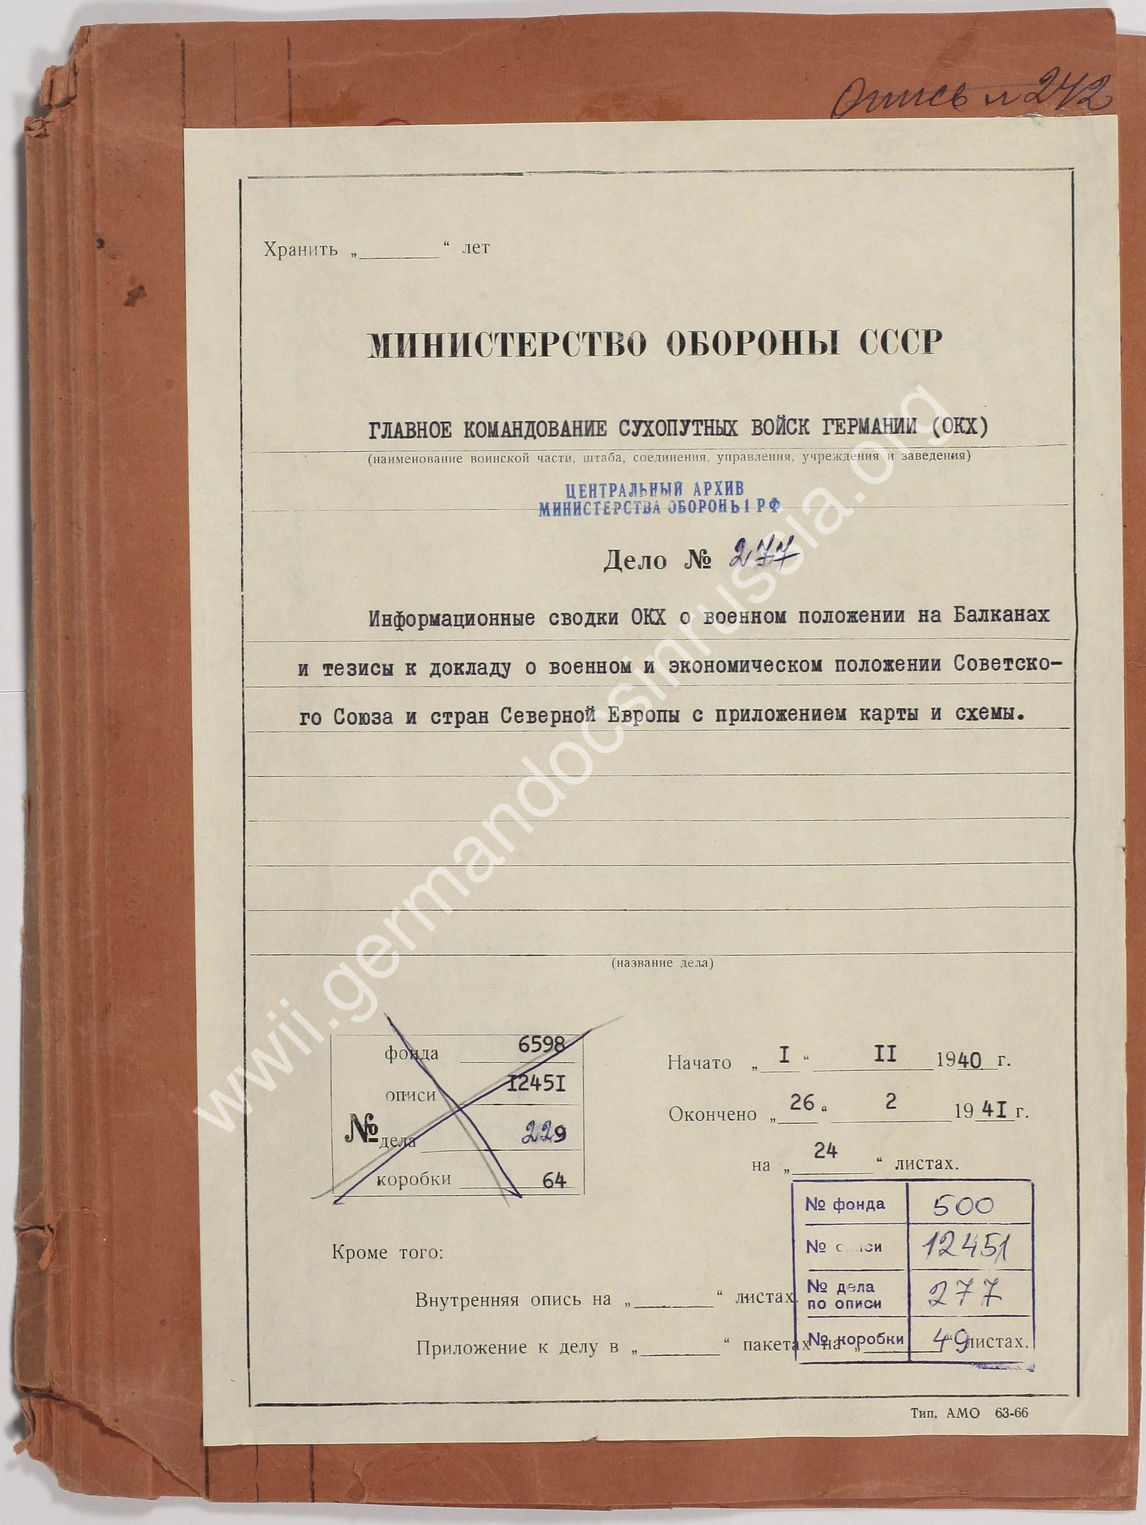 Опись № 242
Хранить „ “ лет
МИНИСТЕРСТВО ОБОРОНЫ СССР
ГЛАВНОЕ КОМАНДОВАНИЕ СУХОПУТНЫХ ВОЙСК ГЕРМАНИИ (ОКХ)
(наименование воинской части, штаба, соединения, управления, учреждения и заведения)
ЦЕНТРАЛЬНЫЙ АРХИВ
МИНИСТЕРСТВА ОБОРОНЫ РФ
Дело № 277
Информационные сводки ОКХ о военном положении на Балканах
и тезисы к докладу о военном и экономическом положении Советско-
го Союза и стран Северной Европы с приложением карты и схемы.
(название дела)
№
фонда 6598
описи I245I
дела 229
коробки 64
Начато „ I “ II 1940 г.
Окончено „ 26 “ 2 1941 г.
на „ 24 “ листах.
Кроме того:
Внутренняя опись на „ “ листах
Приложение к делу в „ “ пакетах на „ “ листах.
№ фонда 500
№ описи 12451
№ дела по описи 277
№ коробки 49
Тип. АМО 63-66
wwii.germandocsinrussia.org